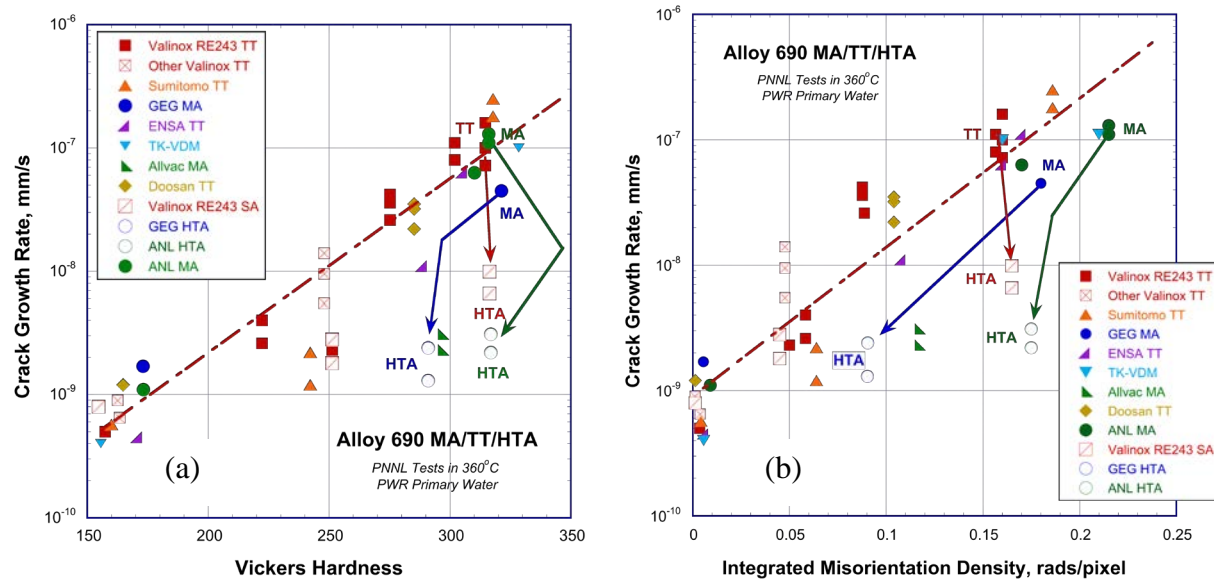 10-6
10-7
10-8
10-9
10-10
Crack Growth Rate, mm/s
Valinox RE243 TT
Other Valinox TT
Sumitomo TT
GEG MA
ENSA TT
TK-VDM
Allvac MA
Doosan TT
Valinox RE243 SA
GEG HTA
ANL HTA
ANL MA
TT
MA
MA
HTA
HTA
HTA
Alloy 690 MA/TT/HTA
PNNL Tests in 360oC
PWR Primary Water
(a)
150
200
250
300
350
Vickers Hardness
10-6
10-7
10-8
10-9
10-10
Crack Growth Rate, mm/s
Alloy 690 MA/TT/HTA
PNNL Tests in 360oC
PWR Primary Water
TT
MA
MA
HTA
HTA
HTA
Valinox RE243 TT
Other Valinox TT
Sumitomo TT
GEG MA
ENSA TT
TK-VDM
Allvac MA
Doosan TT
ANL MA
Valinox RE243 SA
GEG HTA
ANL HTA
(b)
0
0.05
0.1
0.15
0.2
0.25
Integrated Misorientation Density, rads/pixel